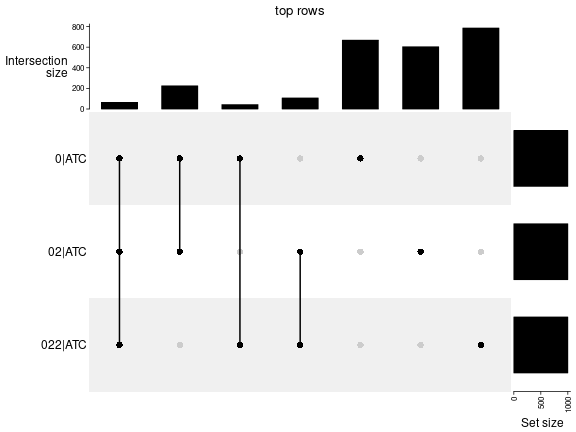 top rows
800
600
400
200
0
Intersection
size
0|ATC
02|ATC
022|ATC
0
500
1000
Set size